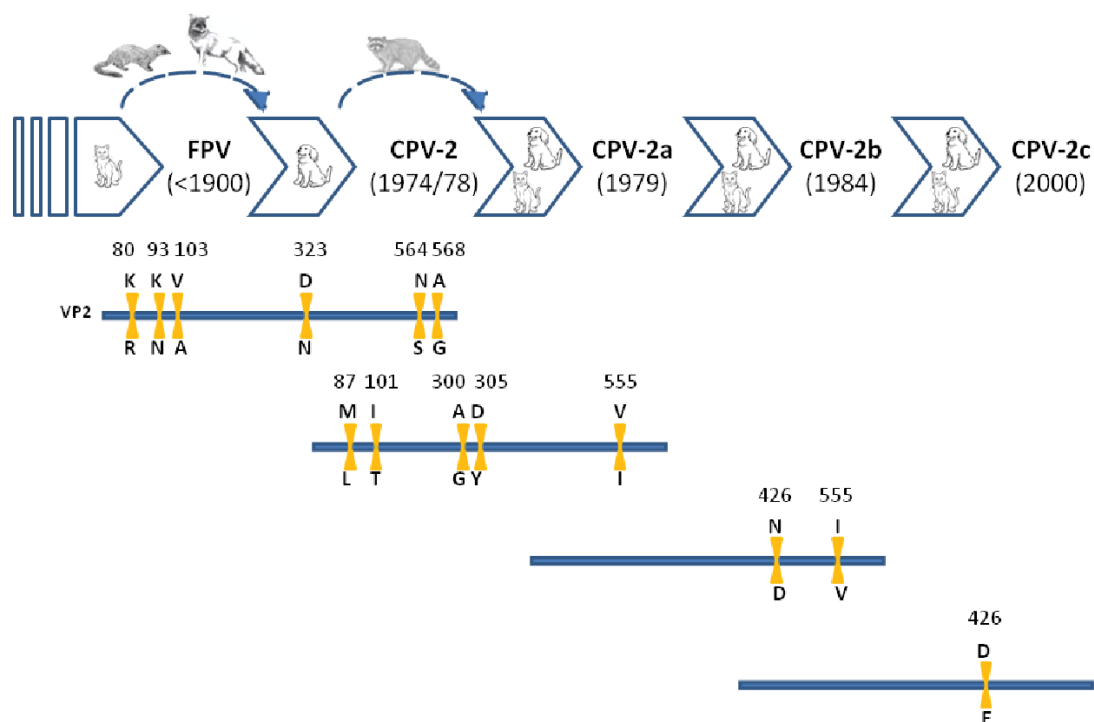 FPV CPV-2 CPV-2a CPV-2b CPV-2c
(<1900) (1974/78) (1979) (1984) (2000)
80 93 103 323 564 568
K K V D N A
VP2
R N A N S G
87 101 300 305 555
M I A D V
L T G Y I
426 555
N I
D V
426
D